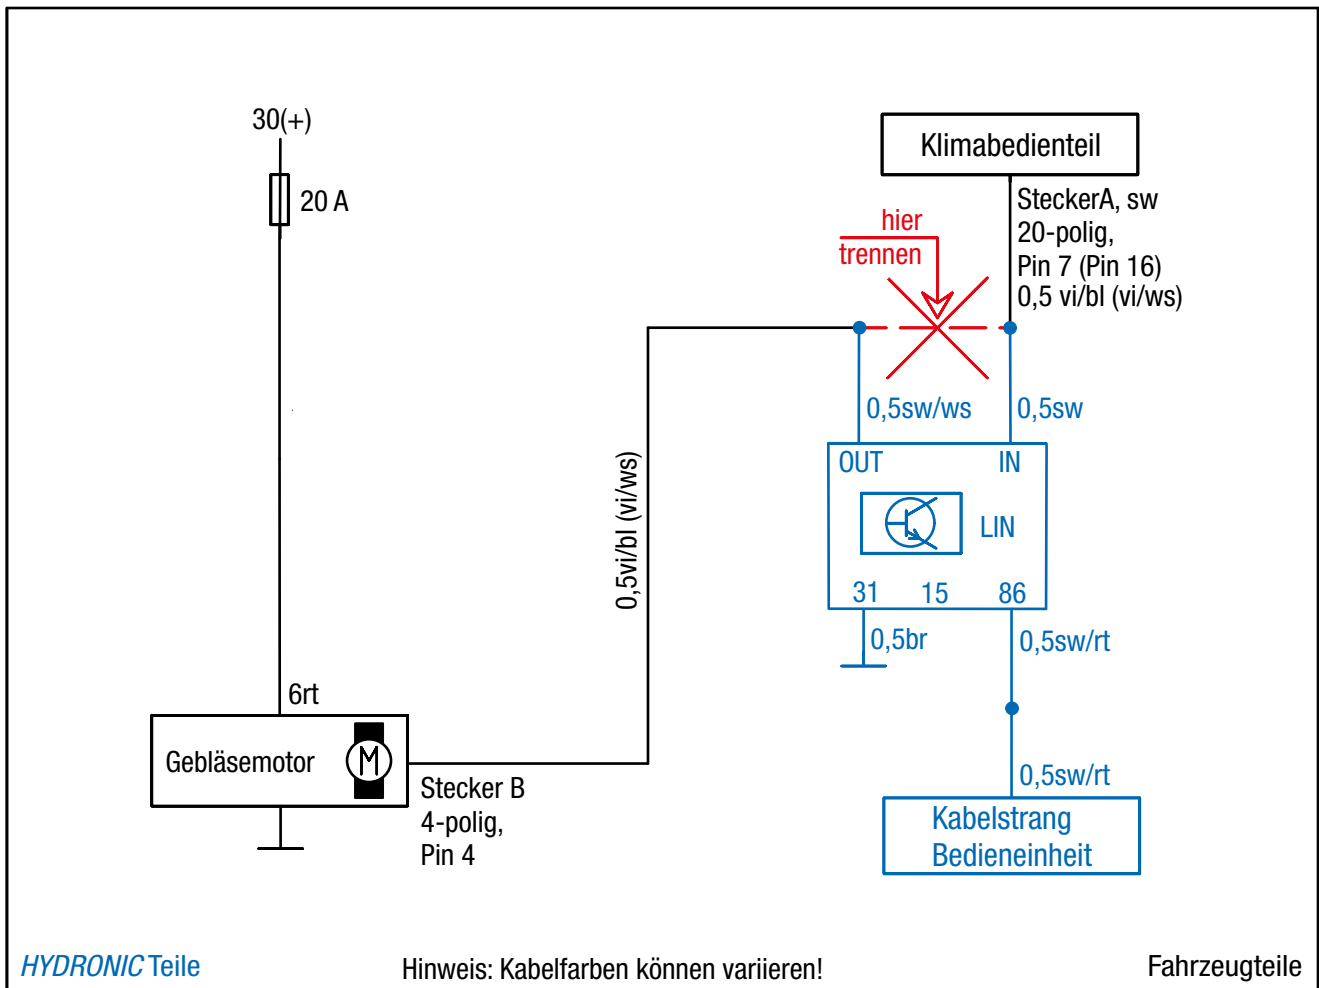 30(+)
20 A
Klimabedienteil
SteckerA, sw
20-polig,
Pin 7 (Pin 16)
0,5 vi/bl (vi/ws)
hier
trennen
0,5sw/ws
0,5sw
OUT
IN
LIN
31
15
86
0,5br
0,5sw/rt
0,5vi/bl (vi/ws)
6rt
Gebläsemotor
M
Stecker B
4-polig,
Pin 4
0,5sw/rt
Kabelstrang
Bedieneinheit
HYDRONIC Teile
Hinweis: Kabelfarben können variieren!
Fahrzeugteile